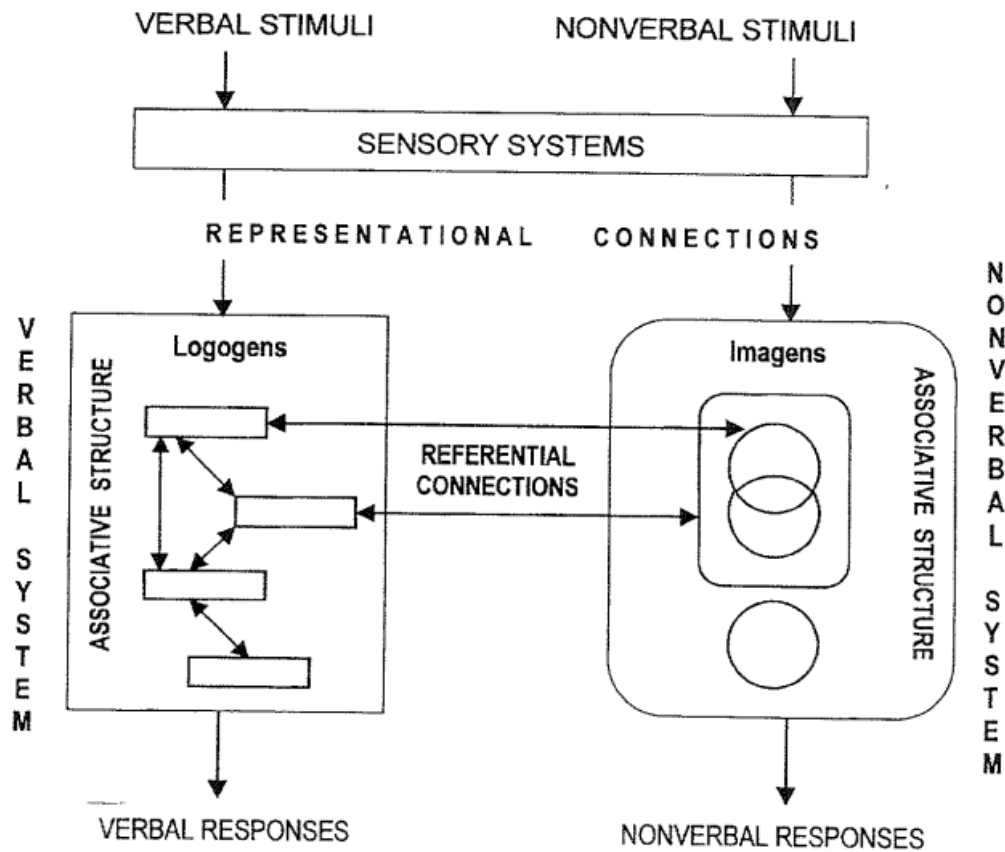 VERBAL STIMULI
NONVERBAL STIMULI
SENSORY SYSTEMS
REPRESENTATIONAL CONNECTIONS
VERBAL SYSTEM
ASSOCIATIVE STRUCTURE
Logogens
REFERENTIAL
CONNECTIONS
Imagens
ASSOCIATIVE STRUCTURE
NONVERBAL SYSTEM
VERBAL RESPONSES
NONVERBAL RESPONSES